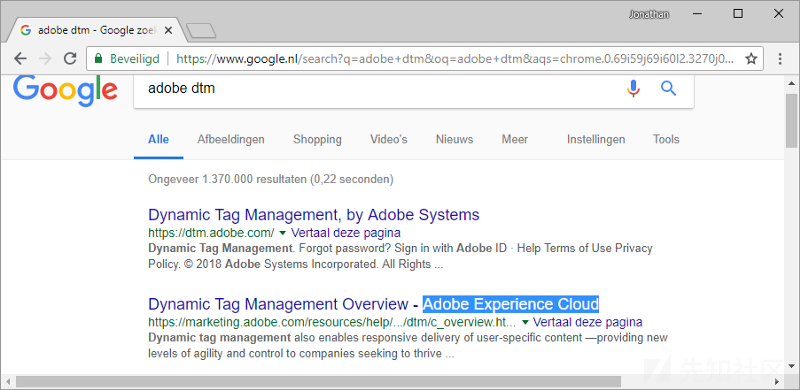 Jonathan
adobe dtm - Google zoek
Beveiligd https://www.google.nl/search?q=adobe+dtm&oq=adobe+dtm&aqs=chrome.0.69i59j69i60l2.3270j0...
Google adobe dtm
Alle Afbeeldingen Shopping Video's Nieuws Meer Instellingen Tools
Ongeveer 1.370.000 resultaten (0,22 seconden)
Dynamic Tag Management, by Adobe Systems
https://dtm.adobe.com/ Vertaal deze pagina
Dynamic Tag Management. Forgot password? Sign in with Adobe ID · Help Terms of Use Privacy
Policy. © 2018 Adobe Systems Incorporated. All Rights ...
Dynamic Tag Management Overview - Adobe Experience Cloud
https://marketing.adobe.com/resources/help/.../dtm/c_overview.ht... Vertaal deze pagina
Dynamic tag management also enables responsive delivery of user-specific content —providing new
levels of agility and control to companies seeking to thrive ...
先知社区